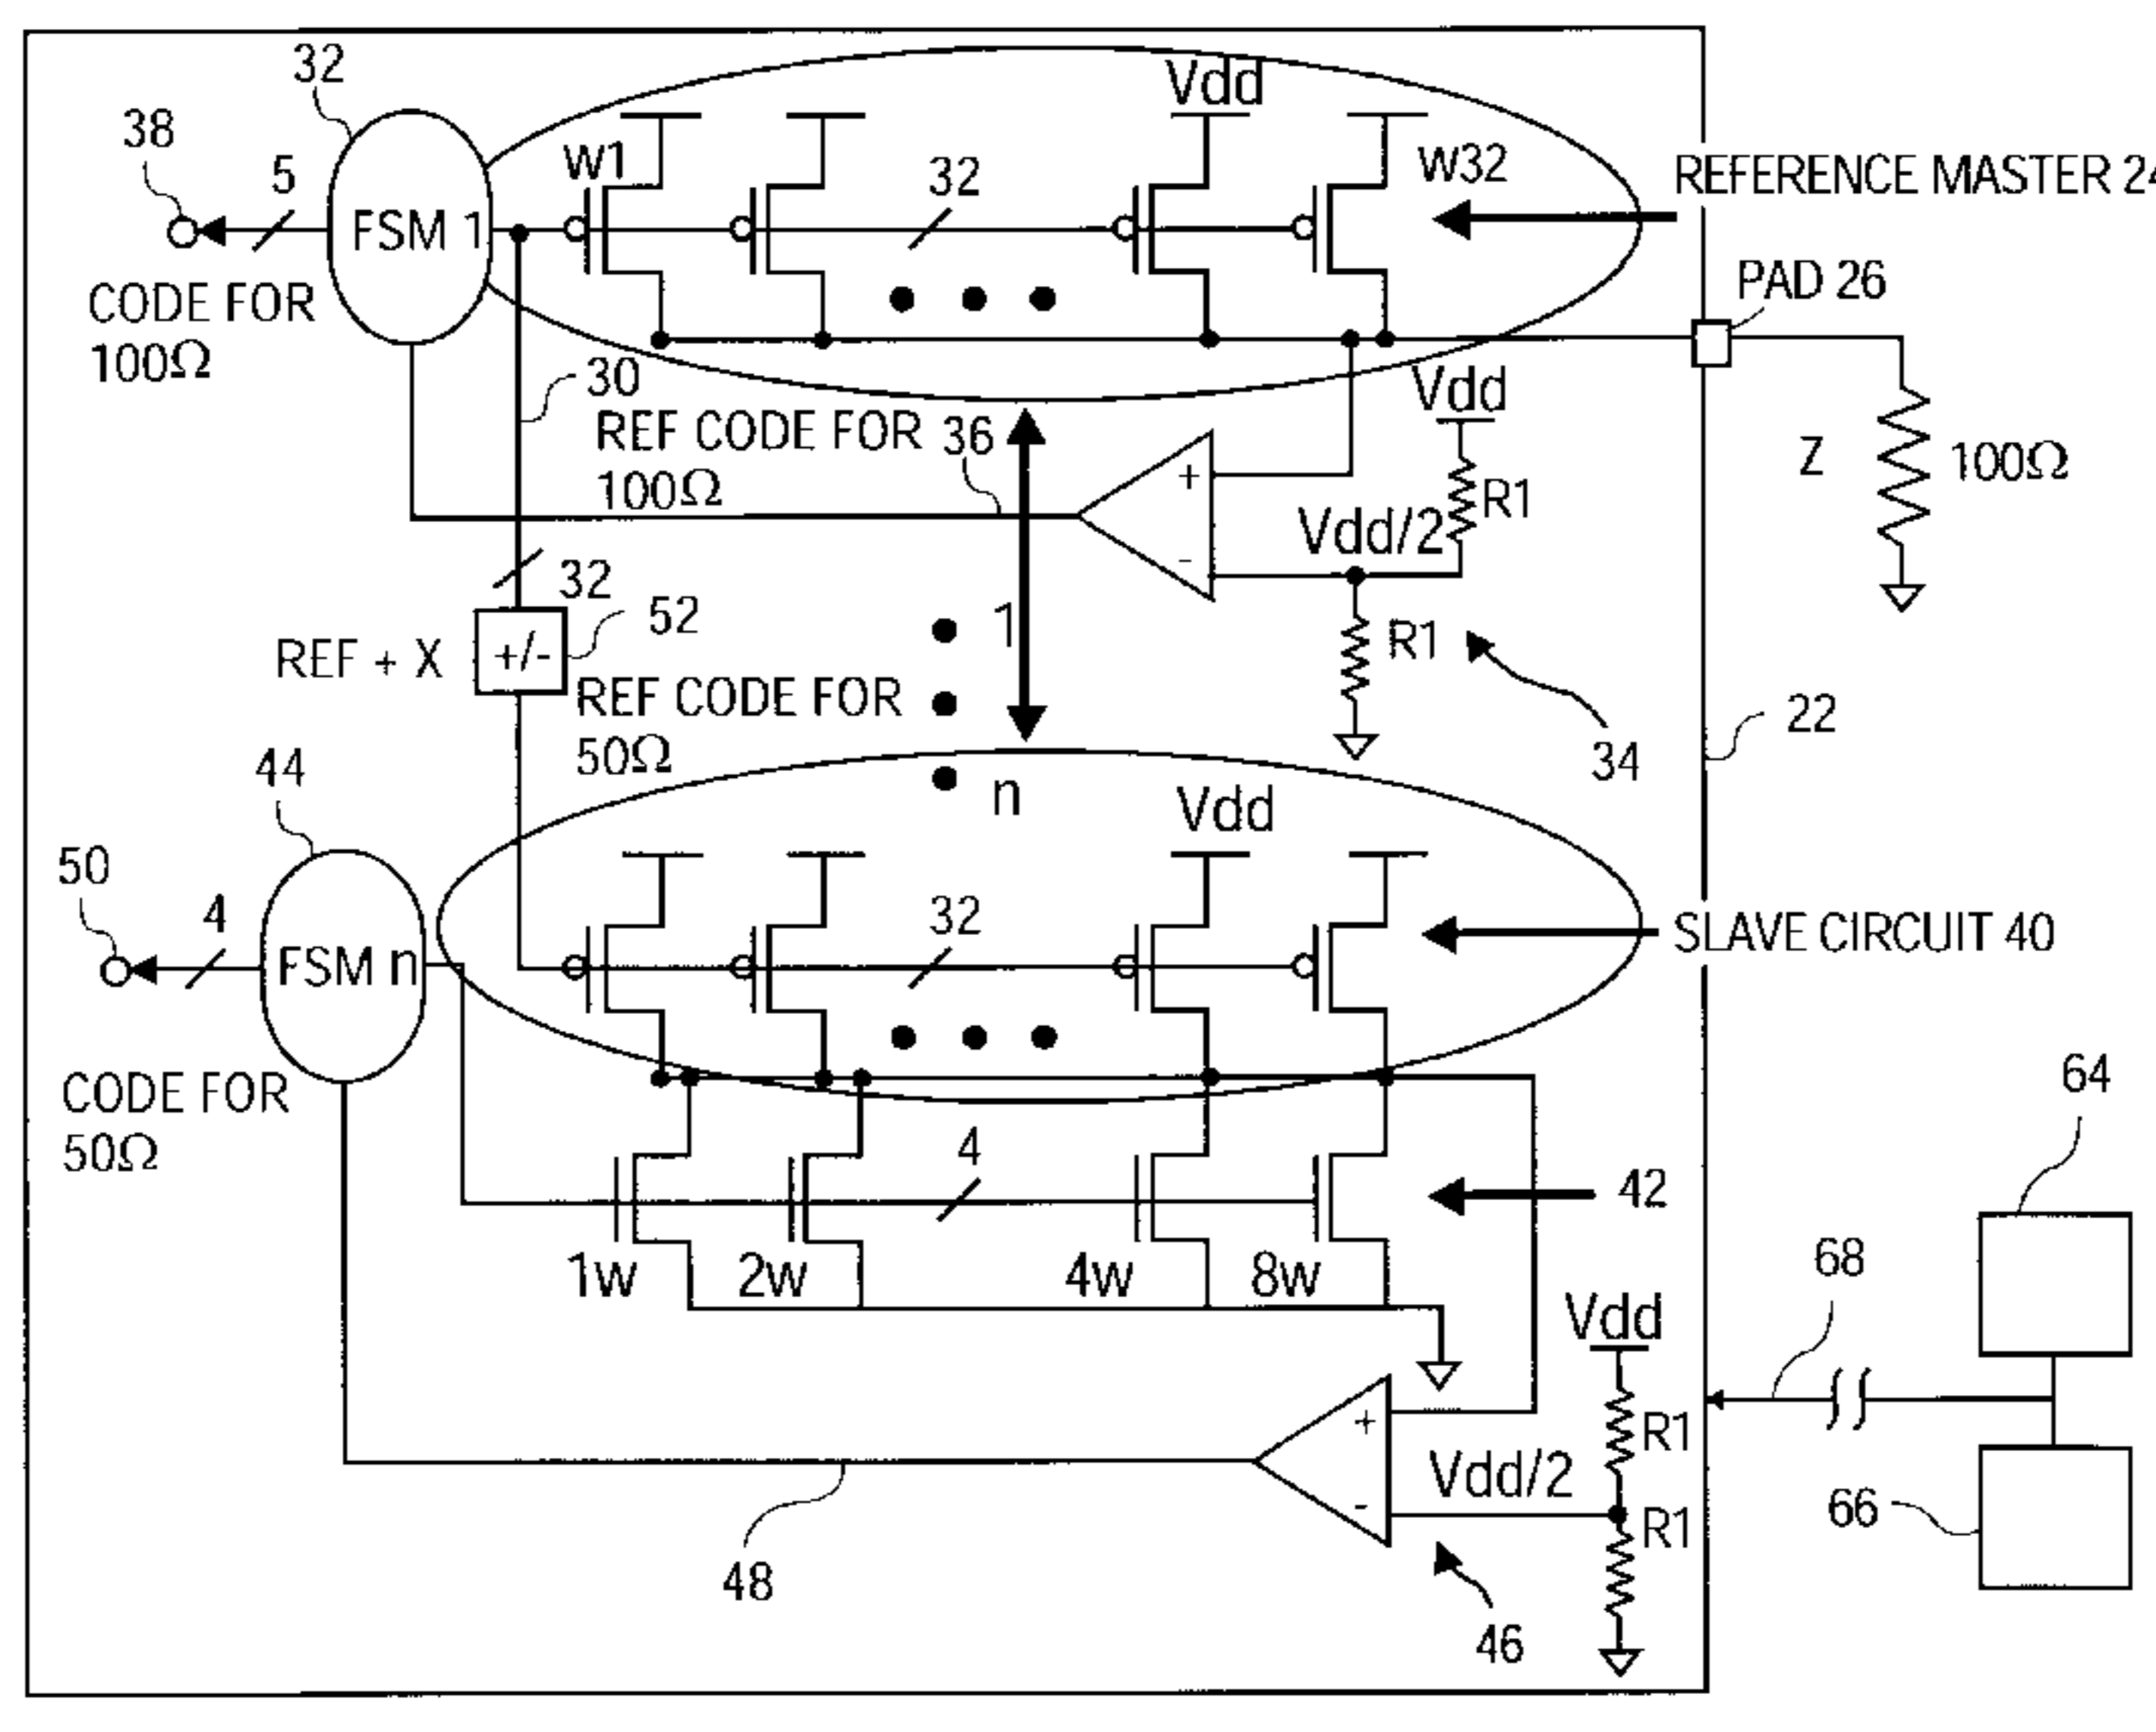 32
38
5
FSM 1
W1
Vdd
32
W32
REFERENCE MASTER 24
CODE FOR
100Ω
PAD 26
30
REF CODE FOR
100Ω
36
Vdd
+
-
R1
Vdd/2
R1
Z
100Ω
34
32
REF + X
+/-
52
REF CODE FOR
50Ω
1
n
22
44
50
4
FSM n
Vdd
32
SLAVE CIRCUIT 40
CODE FOR
50Ω
4
42
1w
2w
4w
8w
64
68
66
Vdd
R1
+
-
Vdd/2
R1
48
46